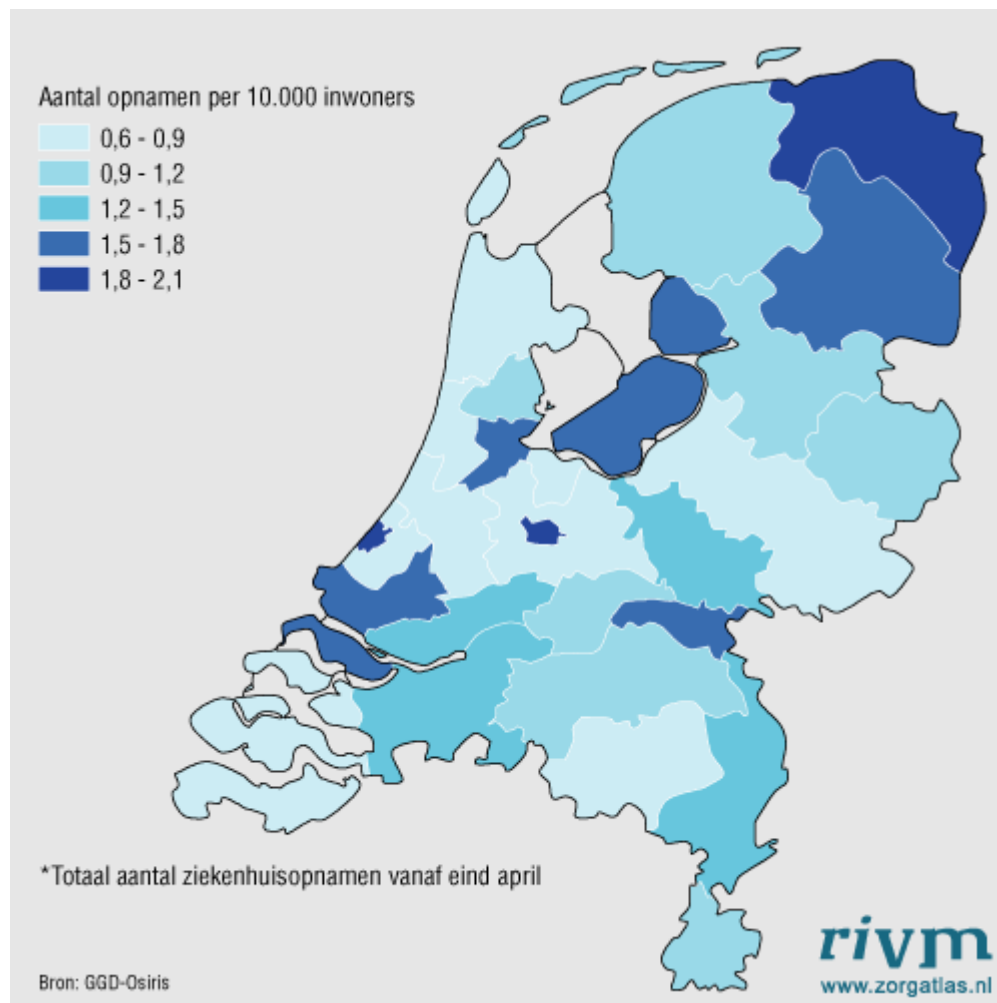 Aantal opnamen per 10.000 inwoners
0,6 - 0,9
0,9 - 1,2
1,2 - 1,5
1,5 - 1,8
1,8 - 2,1
*Totaal aantal ziekenhuisopnamen vanaf eind april
Bron: GGD-Osiris
rivm
www.zorgatlas.nl